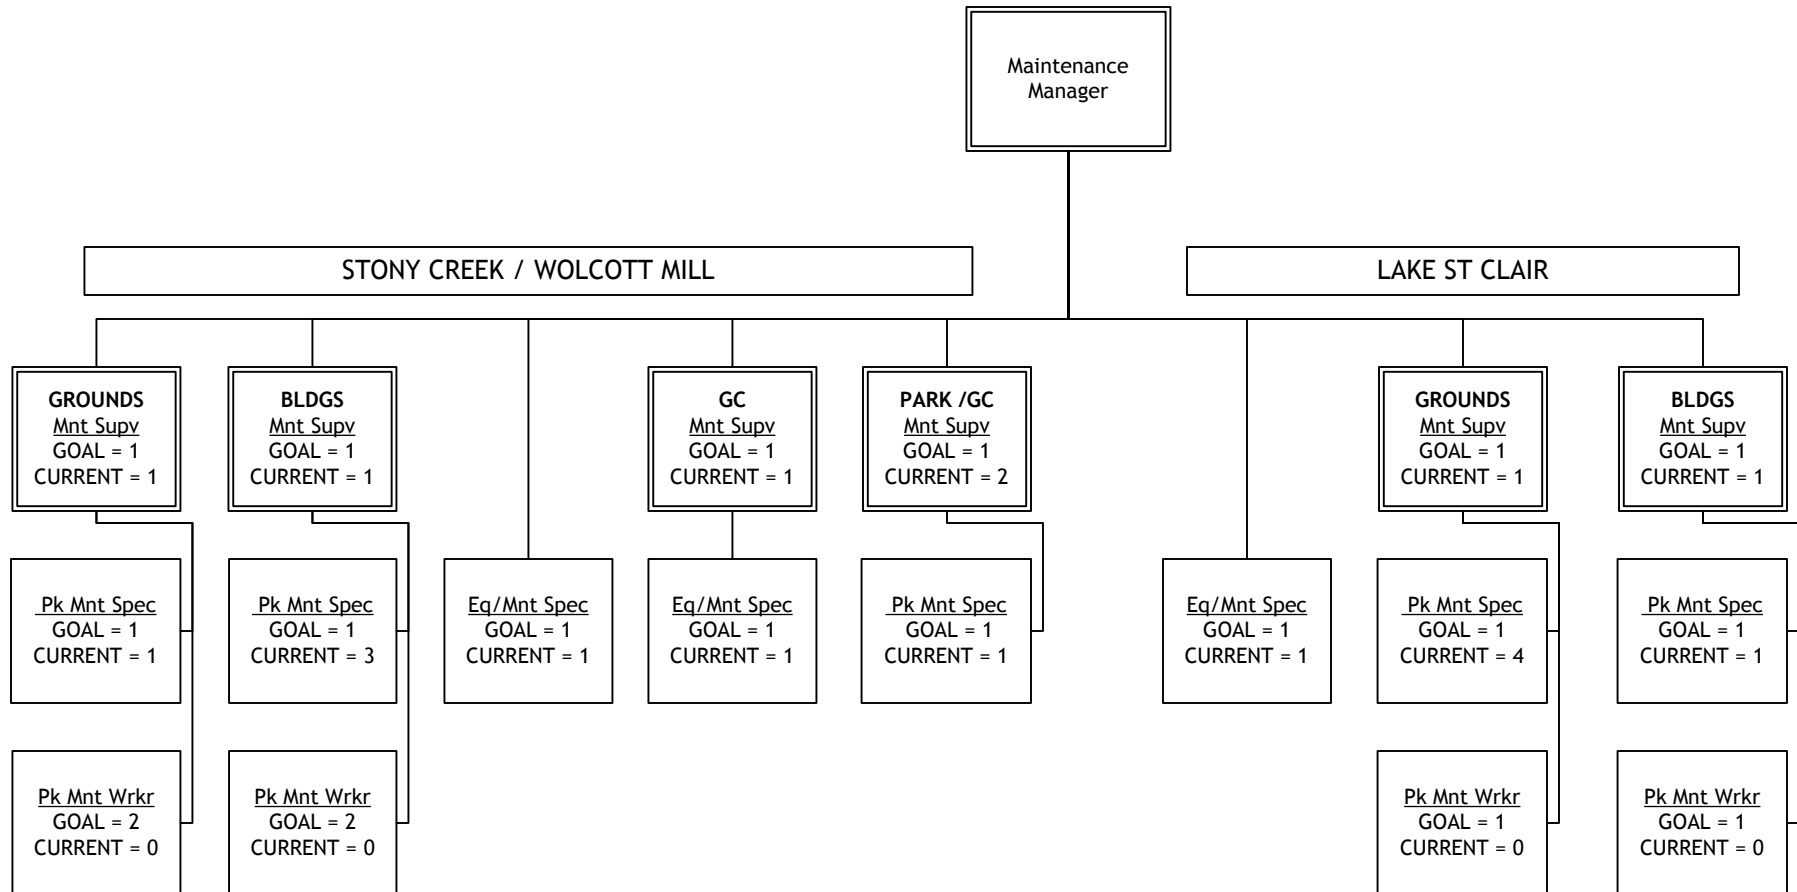 Maintenance
Manager
STONY CREEK / WOLCOTT MILL
LAKE ST CLAIR
GROUNDS
Mnt Supv
GOAL = 1
CURRENT = 1
BLDGS
Mnt Supv
GOAL = 1
CURRENT = 1
GC
Mnt Supv
GOAL = 1
CURRENT = 1
PARK /GC
Mnt Supv
GOAL = 1
CURRENT = 2
GROUNDS
Mnt Supv
GOAL = 1
CURRENT = 1
BLDGS
Mnt Supv
GOAL = 1
CURRENT = 1
Pk Mnt Spec
GOAL = 1
CURRENT = 1
Pk Mnt Spec
GOAL = 1
CURRENT = 3
Eq/Mnt Spec
GOAL = 1
CURRENT = 1
Eq/Mnt Spec
GOAL = 1
CURRENT = 1
Pk Mnt Spec
GOAL = 1
CURRENT = 1
Eq/Mnt Spec
GOAL = 1
CURRENT = 1
Pk Mnt Spec
GOAL = 1
CURRENT = 4
Pk Mnt Spec
GOAL = 1
CURRENT = 1
Pk Mnt Wrkr
GOAL = 2
CURRENT = 0
Pk Mnt Wrkr
GOAL = 2
CURRENT = 0
Pk Mnt Wrkr
GOAL = 1
CURRENT = 0
Pk Mnt Wrkr
GOAL = 1
CURRENT = 0